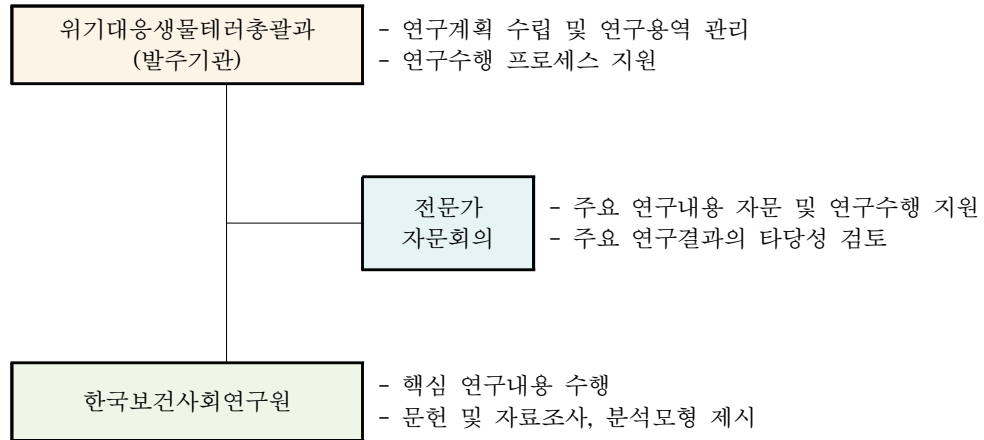 위기대응생물테러총괄과
(발주기관)
- 연구계획 수립 및 연구용역 관리
- 연구수행 프로세스 지원
전문가
자문회의
- 주요 연구내용 자문 및 연구수행 지원
- 주요 연구결과의 타당성 검토
한국보건사회연구원
- 핵심 연구내용 수행
- 문헌 및 자료조사, 분석모형 제시